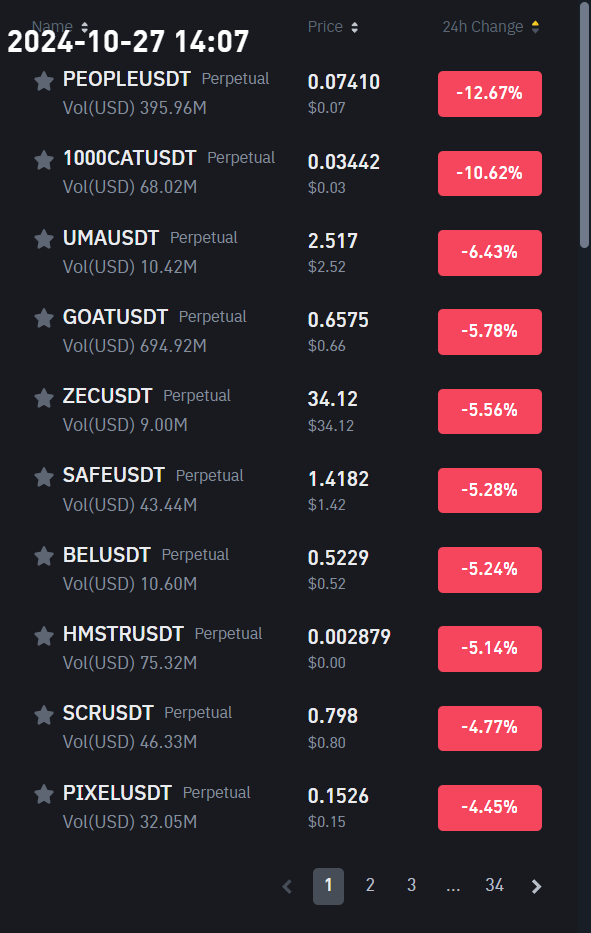 Name Price 24h Change
2024-10-27 14:07
PEOPLEUSDT Perpetual 0.07410 -12.67%
Vol(USD) 395.96M $0.07
1000CATUSDT Perpetual 0.03442 -10.62%
Vol(USD) 68.02M $0.03
UMAUSDT Perpetual 2.517 -6.43%
Vol(USD) 10.42M $2.52
GOATUSDT Perpetual 0.6575 -5.78%
Vol(USD) 694.92M $0.66
ZECUSDT Perpetual 34.12 -5.56%
Vol(USD) 9.00M $34.12
SAFEUSDT Perpetual 1.4182 -5.28%
Vol(USD) 43.44M $1.42
BELUSDT Perpetual 0.5229 -5.24%
Vol(USD) 10.60M $0.52
HMSTRUSDT Perpetual 0.002879 -5.14%
Vol(USD) 75.32M $0.00
SCRUSDT Perpetual 0.798 -4.77%
Vol(USD) 46.33M $0.80
PIXELUSDT Perpetual 0.1526 -4.45%
Vol(USD) 32.05M $0.15
1 2 3 ... 34